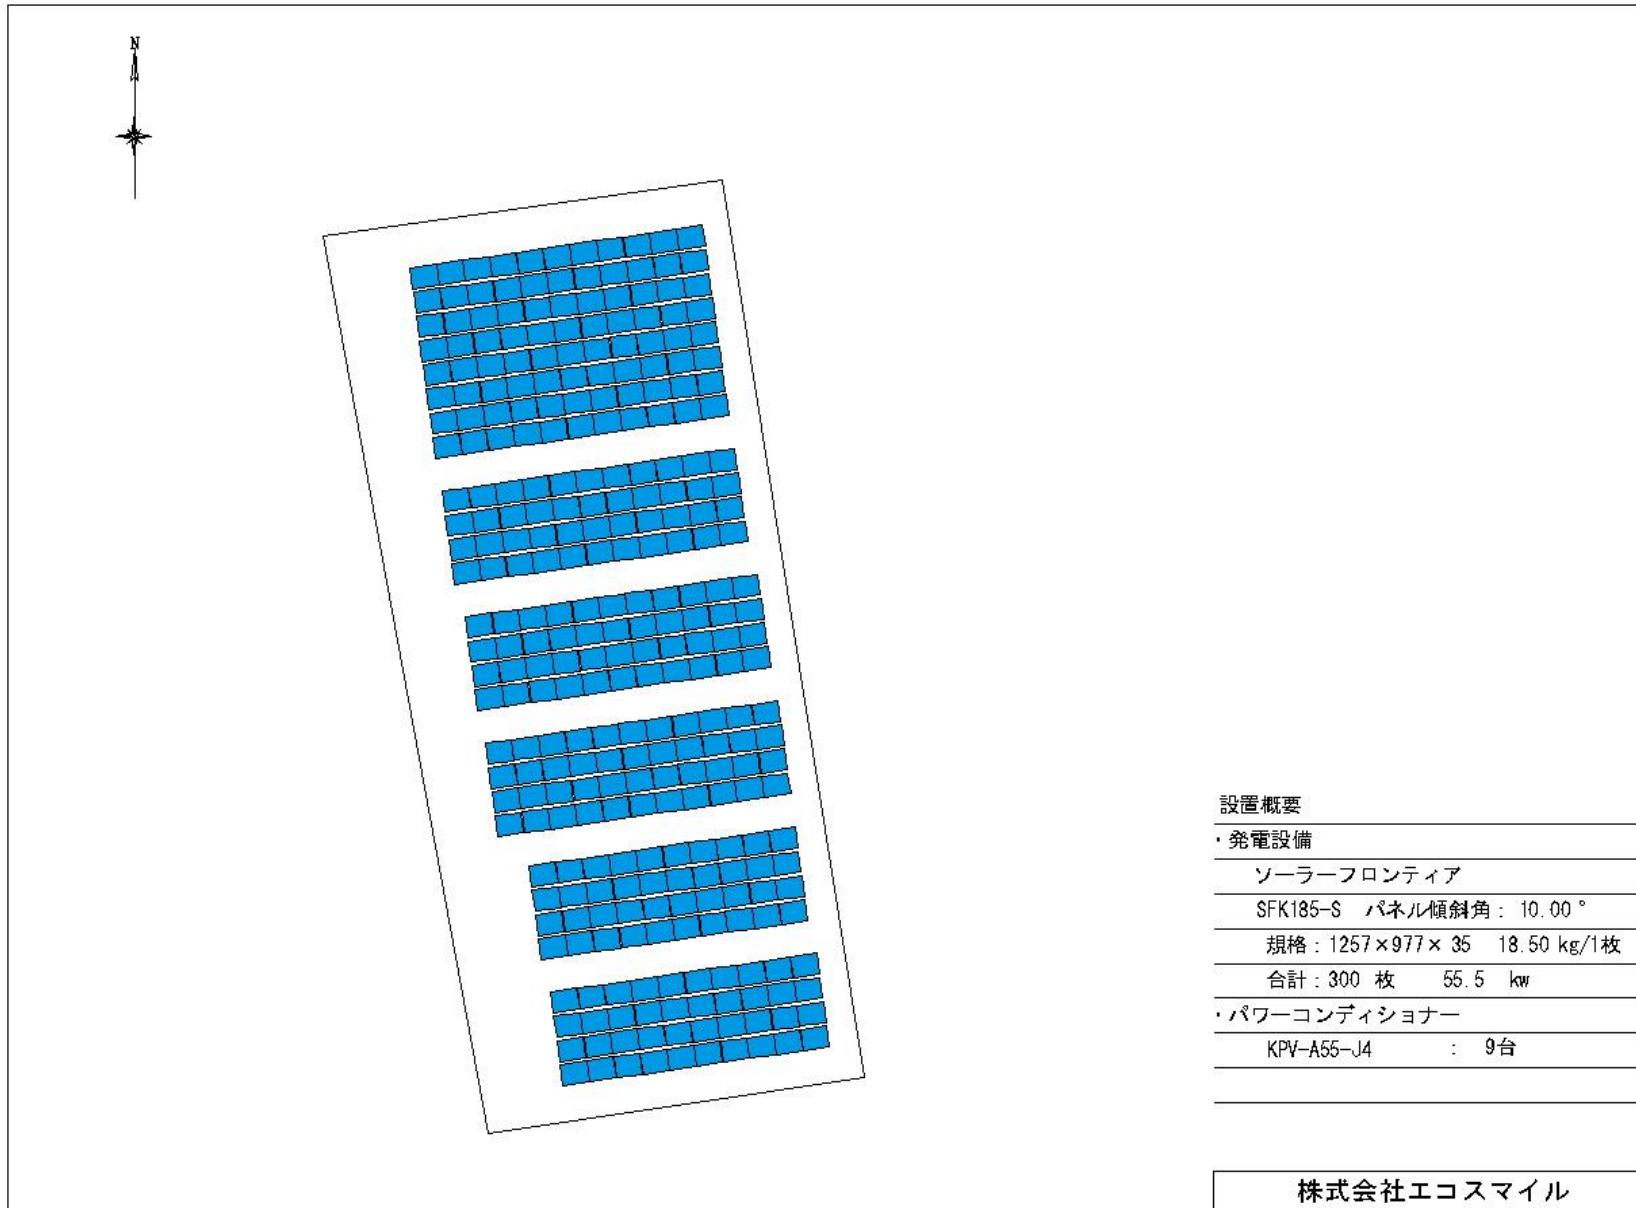 N
設置概要
・発電設備
ソーラーフロンティア
SFK185-S パネル傾斜角：10.00°
規格：1257×977× 35 18.50 kg/1枚
合計：300 枚 55.5 kw
・パワーコンディショナー
KPV-A55-J4 ： 9台
株式会社エコスマイル